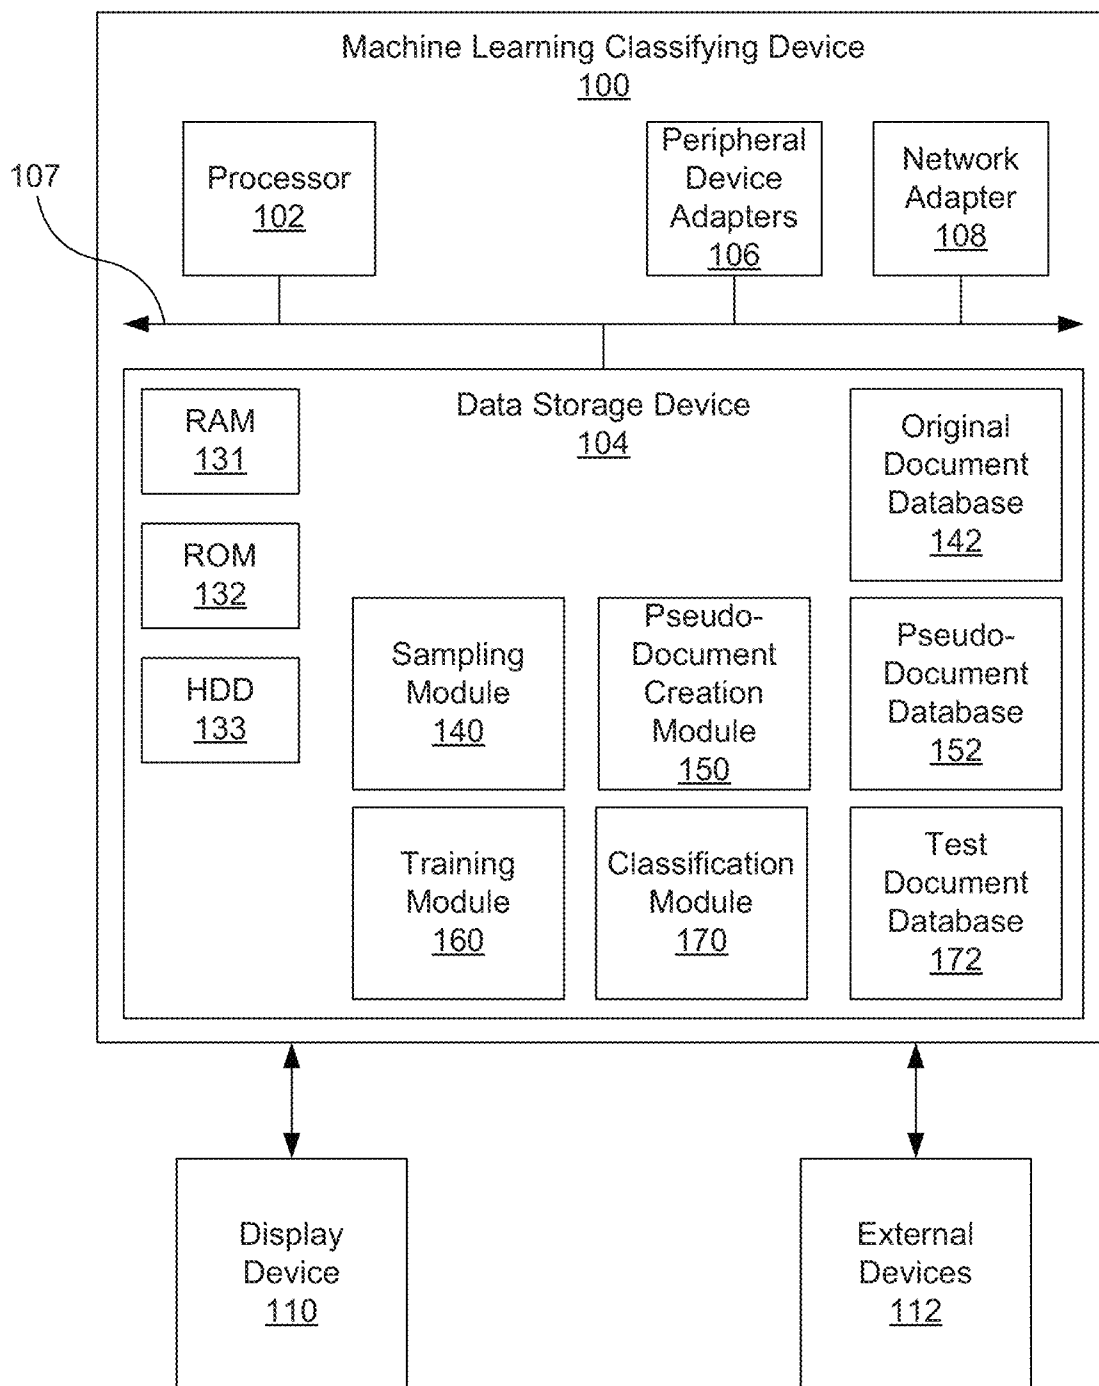 Machine Learning Classifying Device
100
107
Processor
102
Peripheral
Device
Adapters
106
Network
Adapter
108
Data Storage Device
104
RAM
131
ROM
132
HDD
133
Original
Document
Database
142
Sampling
Module
140
Pseudo-
Document
Creation
Module
150
Pseudo-
Document
Database
152
Training
Module
160
Classification
Module
170
Test
Document
Database
172
Display
Device
110
External
Devices
112